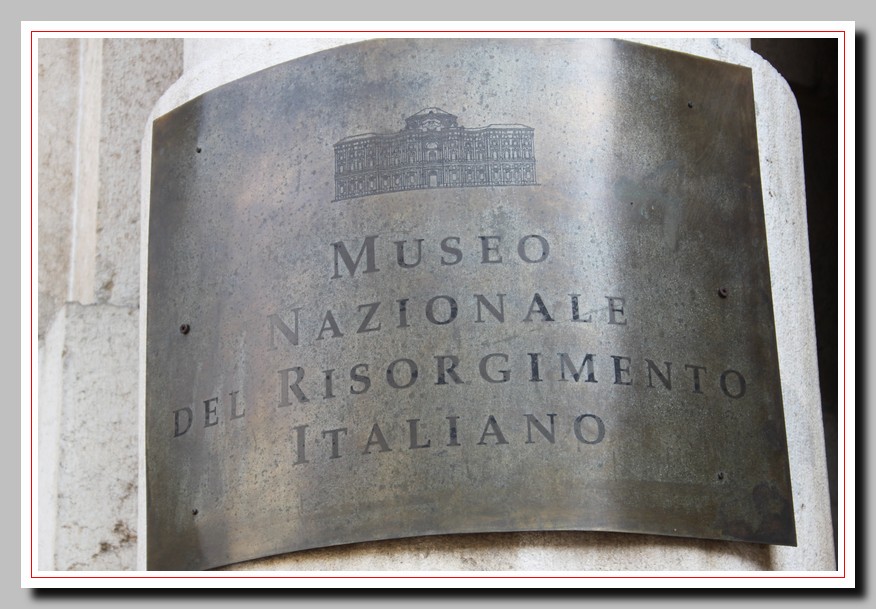 MUSEO
NAZIONALE
DEL RISORGIMENTO
ITALIANO